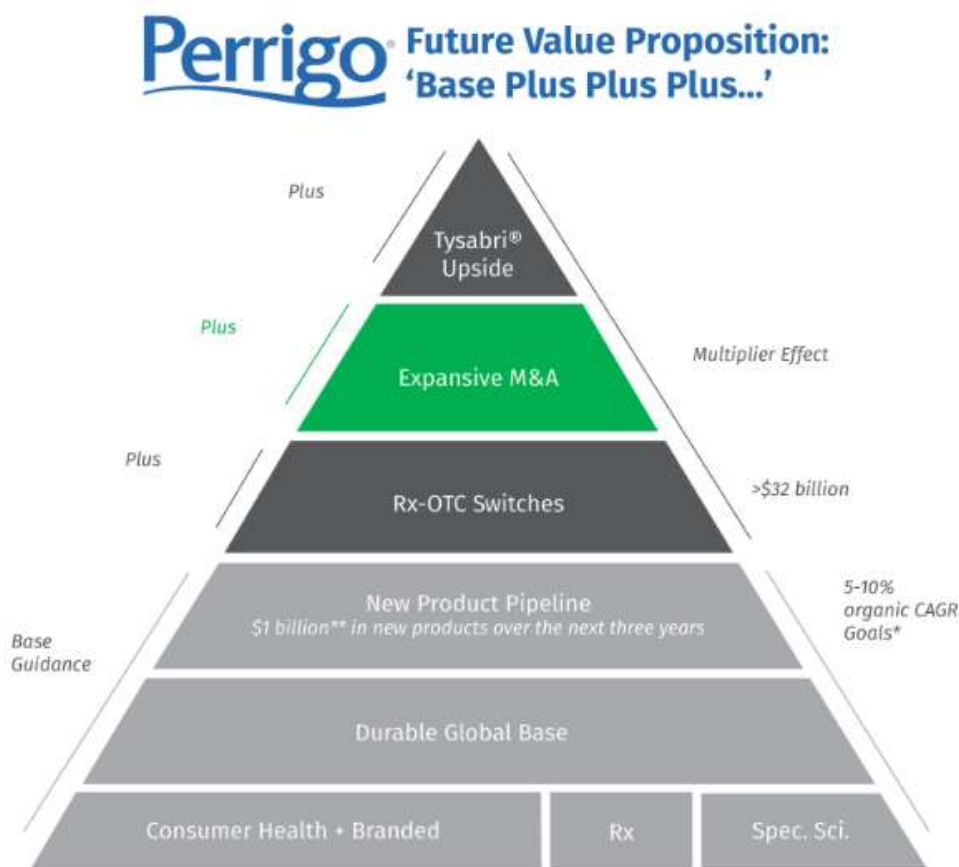 Perrigo® Future Value Proposition:
‘Base Plus Plus Plus...’
Plus
Tysabri®
Upside
Plus
Expansive M&A
Multiplier Effect
Plus
Rx-OTC Switches
>$32 billion
New Product Pipeline
$1 billion** in new products over the next three years
5-10%
organic CAGR
Goals*
Base
Guidance
Durable Global Base
Consumer Health + Branded
Rx
Spec. Sci.